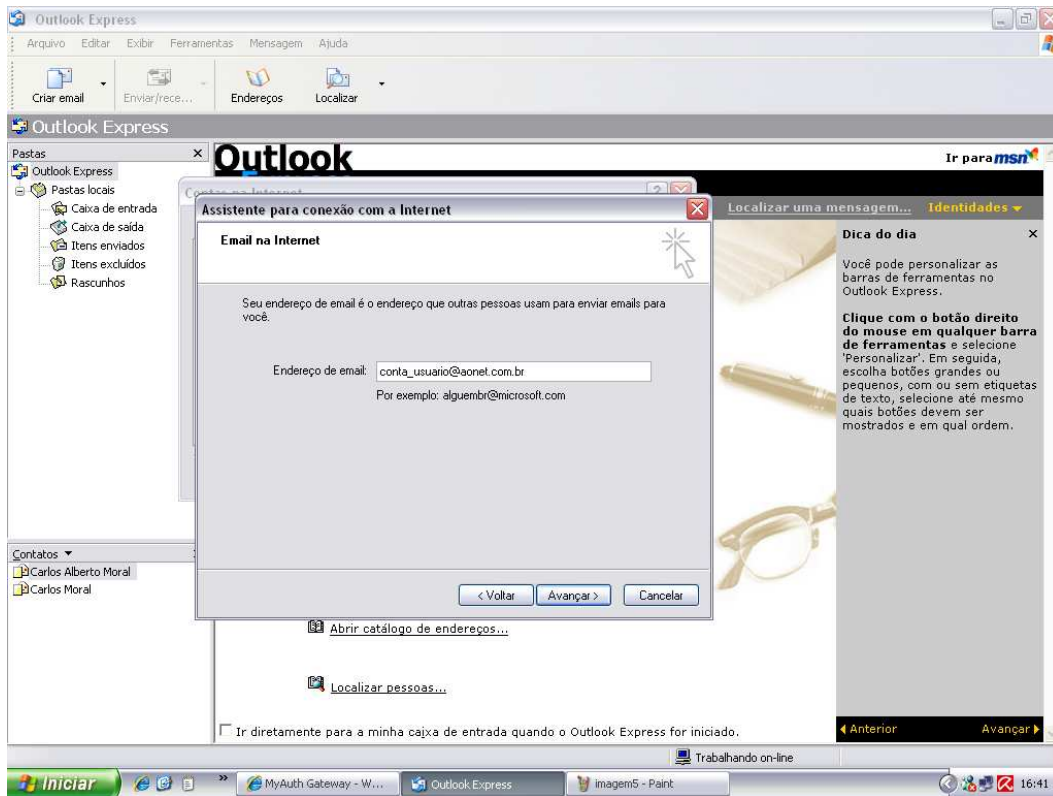 Outlook Express
Arquivo Editar Exibir Ferramentas Mensagem Ajuda
Criar email Enviar/rece... Endereços Localizar
Outlook Express
Pastas
Outlook Express
Pastas locais
Caixa de entrada
Caixa de saída
Itens enviados
Itens excluídos
Rascunhos
Contatos
Carlos Alberto Moral
Carlos Moral
Outlook
Ir para msn
Contas na Internet
Localizar uma mensagem... Identidades
Assistente para conexão com a Internet
Email na Internet
Seu endereço de email é o endereço que outras pessoas usam para enviar emails para
você.
Endereço de email: conta_usuario@aonet.com.br
Por exemplo: alguembr@microsoft.com
< Voltar Avançar > Cancelar
Abrir catálogo de endereços...
Localizar pessoas...
Ir diretamente para a minha caixa de entrada quando o Outlook Express for iniciado.
Dica do dia
Você pode personalizar as
barras de ferramentas no
Outlook Express.
Clique com o botão direito
do mouse em qualquer barra
de ferramentas e selecione
'Personalizar'. Em seguida,
escolha botões grandes ou
pequenos, com ou sem etiquetas
de texto, selecione até mesmo
quais botões devem ser
mostrados e em qual ordem.
Anterior Avançar
Trabalhando on-line
Iniciar » MyAuth Gateway - W... Outlook Express imagem5 - Paint 16:41